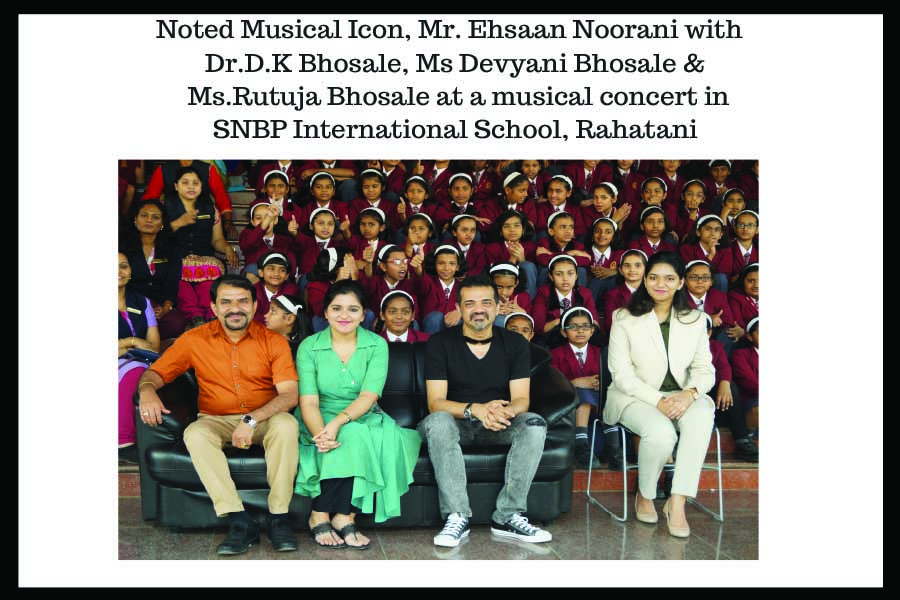 Noted Musical Icon, Mr. Ehsaan Noorani with
Dr.D.K Bhosale, Ms Devyani Bhosale &
Ms.Rutuja Bhosale at a musical concert in
SNBP International School, Rahatani